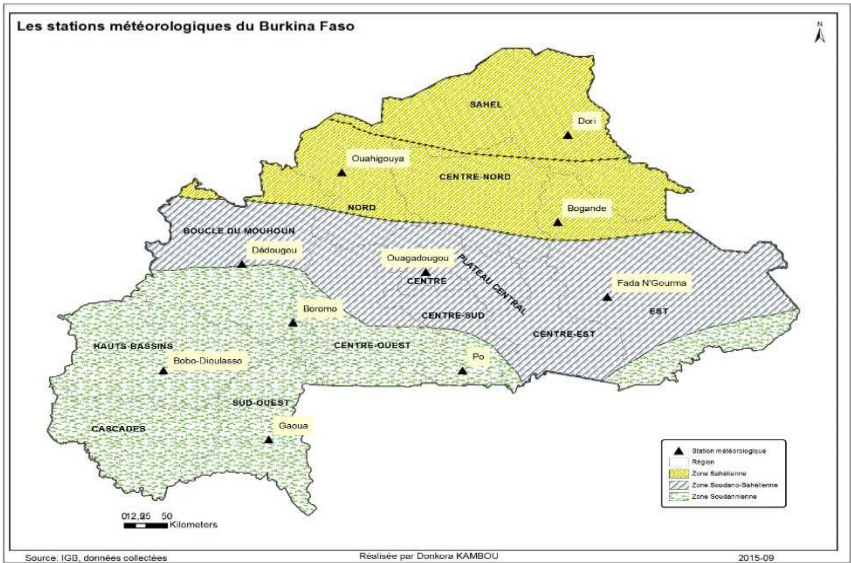 Les stations météorologiques du Burkina Faso
N
SAHEL
Dori
Ouahigouya
CENTRE-NORD
NORD
Bogande
BOUCLE DU MOUHOUN
Dédougou
Ouagadougou
PLATEAU CENTRAL
CENTRE
Fada N'Gourma
Boromo
CENTRE-SUD
EST
CENTRE-EST
HAUTS-BASSINS
CENTRE-OUEST
Bobo-Dioulasso
Po
SUD-OUEST
CASCADES
Gaoua
Station météorologique
Région
Zone Sahélienne
Zone Soudano-Sahélienne
Zone Soudannienne
50
Kilometers
Source: IGB, données collectées
Réalisée par Donkora KAMBOU
2015-09